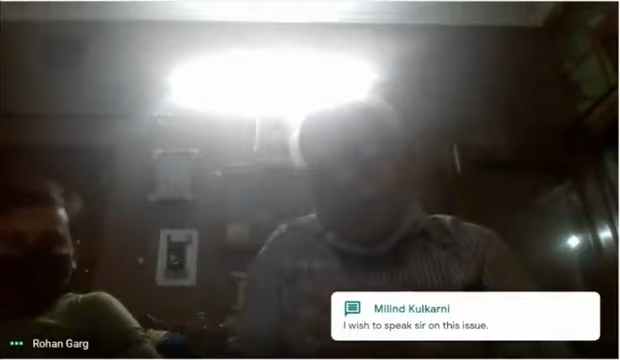 Milind Kulkarni
I wish to speak sir on this issue.
Rohan Garg